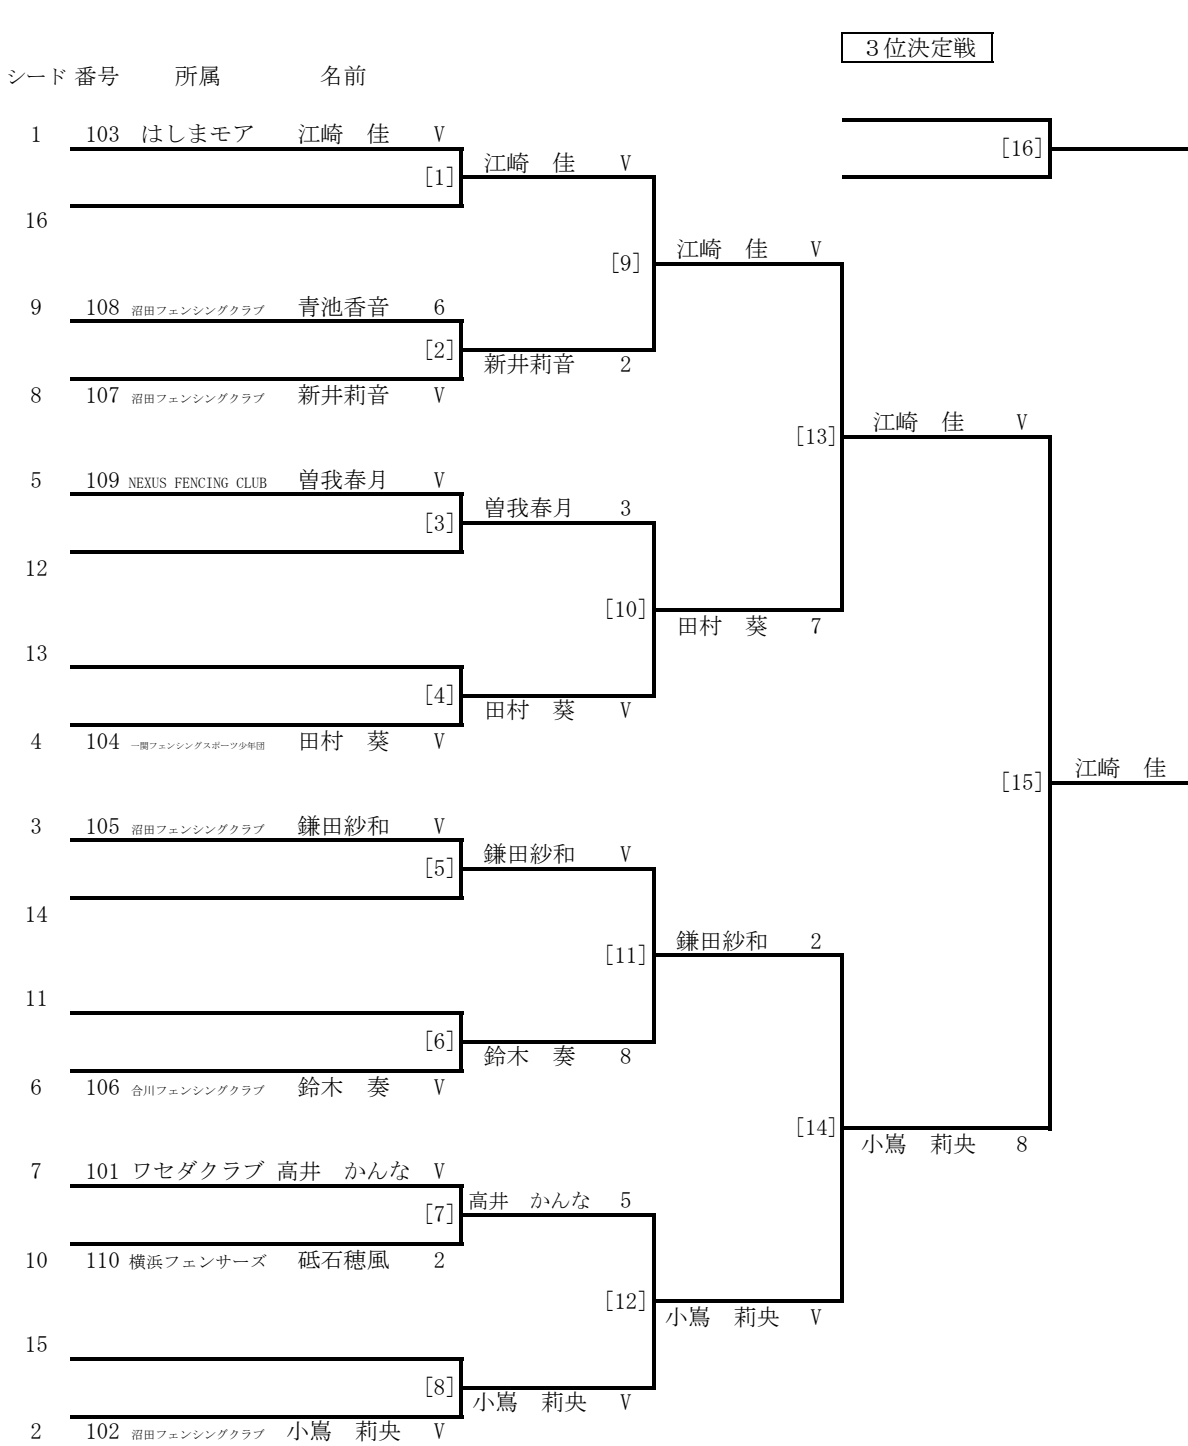 ３位決定戦
シード 番号 所属 名前
1 103 はしまモア 江崎　佳 V
[16]
江崎　佳 V
[1]
16
江崎　佳 V
[9]
9 108 沼田フェンシングクラブ 青池香音 6
[2]
新井莉音 2
8 107 沼田フェンシングクラブ 新井莉音 V
江崎　佳 V
[13]
5 109 NEXUS FENCING CLUB 曽我春月 V
曽我春月 3
[3]
12
[10]
田村　葵 7
13
[4]
田村　葵 V
4 104 一関フェンシングスポーツ少年団 田村　葵 V
江崎　佳
[15]
3 105 沼田フェンシングクラブ 鎌田紗和 V
鎌田紗和 V
[5]
14
鎌田紗和 2
[11]
11
[6]
鈴木　奏 8
6 106 合川フェンシングクラブ 鈴木　奏 V
[14]
小嶌　莉央 8
7 101 ワセダクラブ 高井　かんな V
高井　かんな 5
[7]
10 110 横浜フェンサーズ 砥石穂風 2
[12]
小嶌　莉央 V
15
[8]
小嶌　莉央 V
2 102 沼田フェンシングクラブ 小嶌　莉央 V